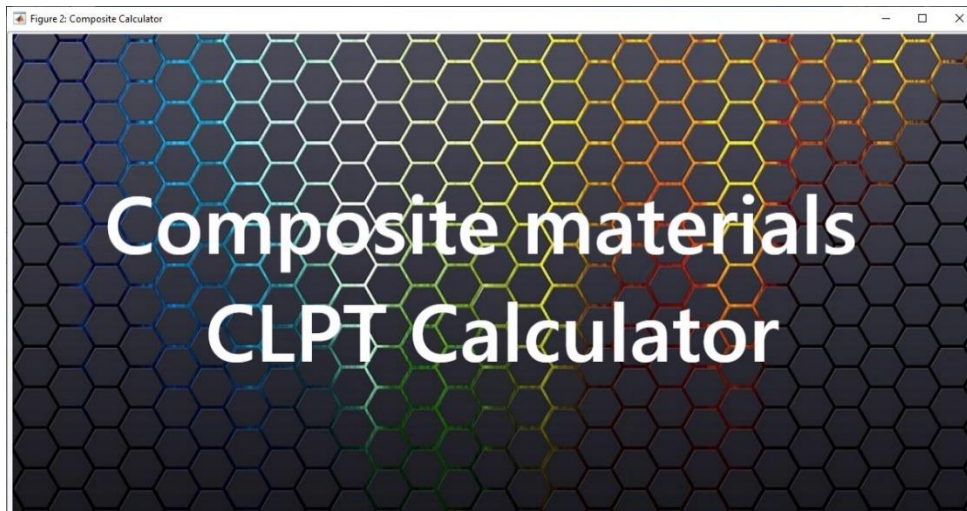 Figure 2: Composite Calculator
Composite materials
CLPT Calculator